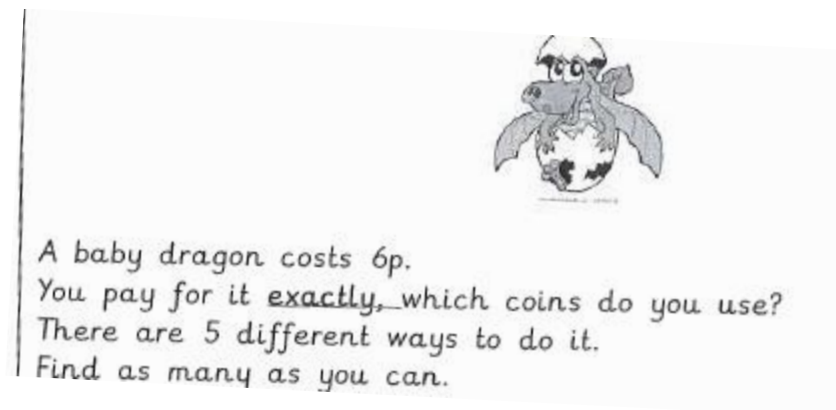 A baby dragon costs 6p.
You pay for it exactly, which coins do you use?
There are 5 different ways to do it.
Find as many as you can.